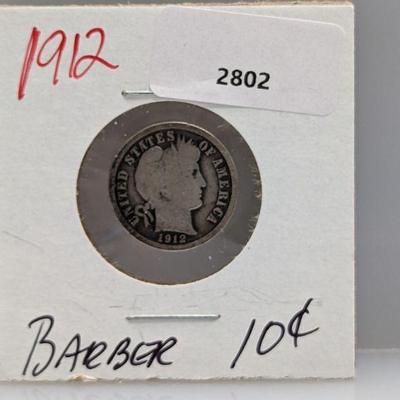 1912
2802
UNITED STATES OF AMERICA
1912
BARBER 10¢